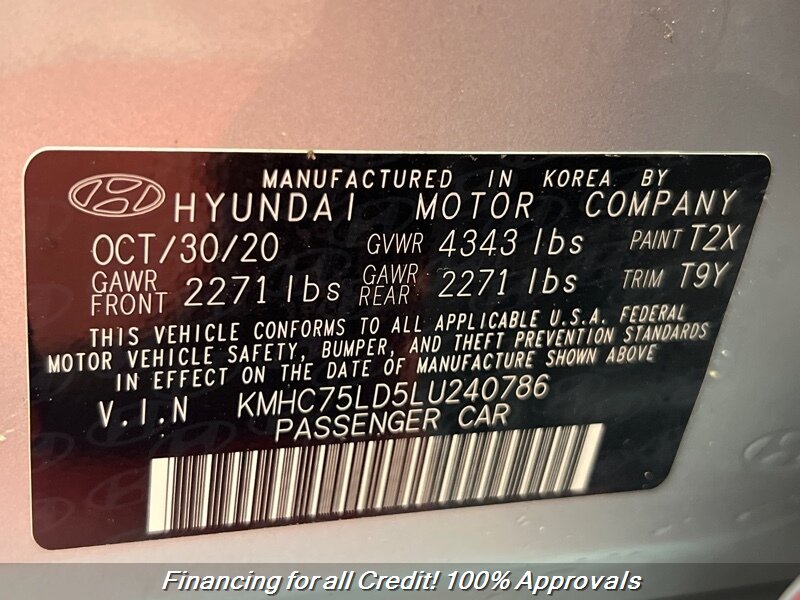 MANUFACTURED IN KOREA BY
HYUNDAI MOTOR COMPANY
OCT/30/20 GVWR 4343 lbs PAINT T2X
GAWR FRONT 2271 lbs GAWR REAR 2271 lbs TRIM T9Y
THIS VEHICLE CONFORMS TO ALL APPLICABLE U.S.A. FEDERAL
MOTOR VEHICLE SAFETY, BUMPER, AND THEFT PREVENTION STANDARDS
IN EFFECT ON THE DATE OF MANUFACTURE SHOWN ABOVE
V.I.N KMHC75LD5LU240786
PASSENGER CAR
Financing for all Credit! 100% Approvals